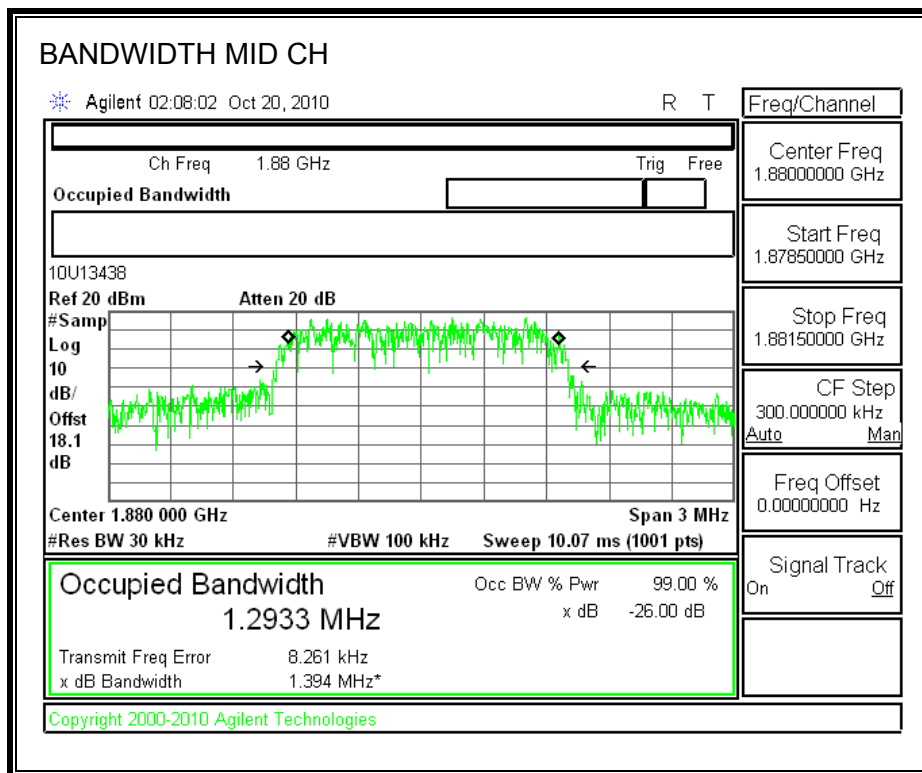 BANDWIDTH MID CH
Agilent 02:08:02 Oct 20, 2010 R T
Freq/Channel
Ch Freq 1.88 GHz Trig Free
Occupied Bandwidth
Center Freq
1.88000000 GHz
Start Freq
1.87850000 GHz
Stop Freq
1.88150000 GHz
CF Step
300.000000 kHz
Auto Man
Freq Offset
0.00000000 Hz
Signal Track
On Off
10U13438
Ref 20 dBm Atten 20 dB
#Samp
Log
10
dB/
Offst
18.1
dB
Center 1.880 000 GHz Span 3 MHz
#Res BW 30 kHz #VBW 100 kHz Sweep 10.07 ms (1001 pts)
Occupied Bandwidth Occ BW % Pwr 99.00 %
1.2933 MHz x dB -26.00 dB
Transmit Freq Error 8.261 kHz
x dB Bandwidth 1.394 MHz*
Copyright 2000-2010 Agilent Technologies